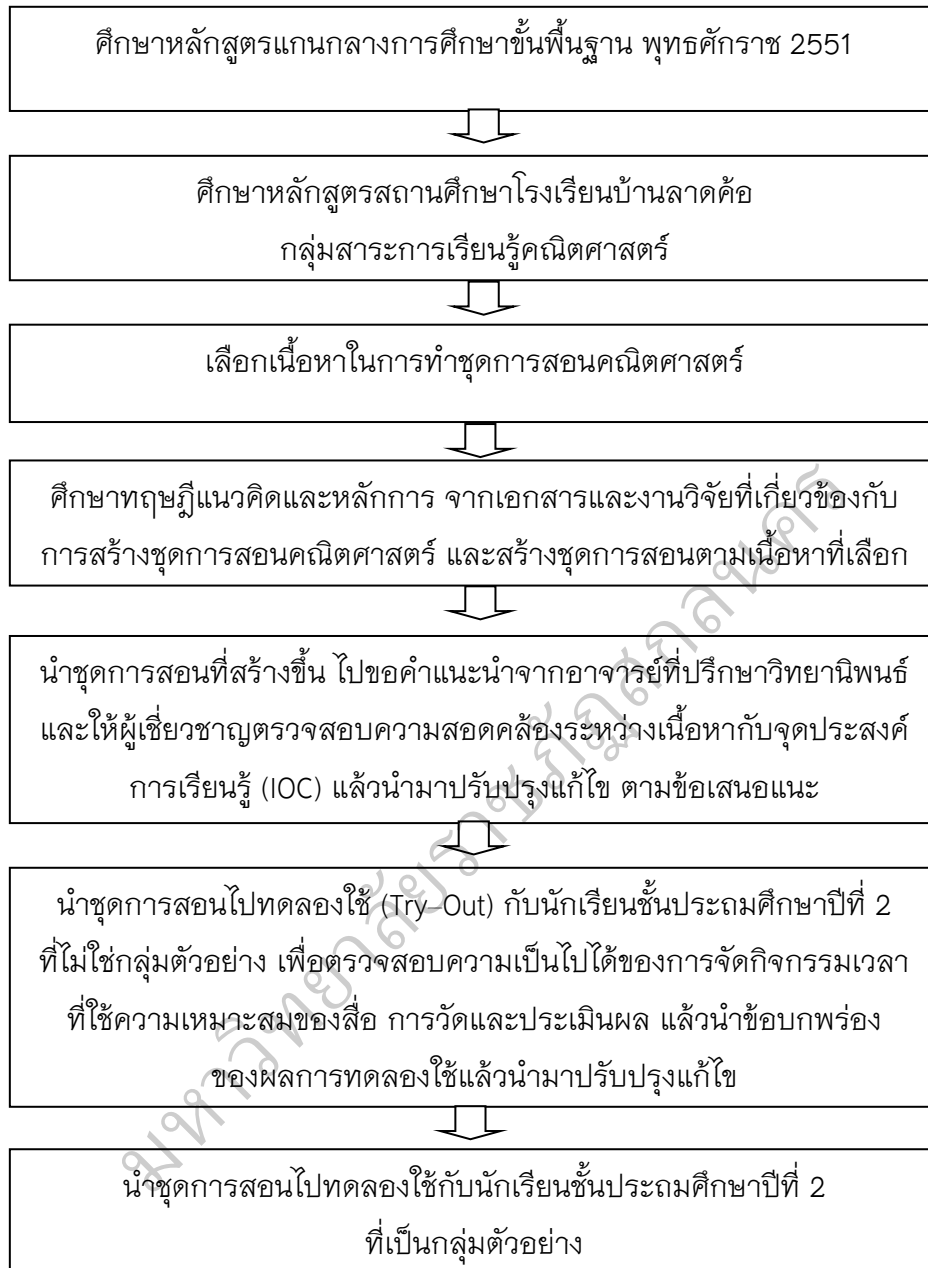 ศึกษาหลักสูตรแกนกลางการศึกษาขั้นพื้นฐาน พุทธศักราช 2551
ศึกษาหลักสูตรสถานศึกษาโรงเรียนบ้านลาดค้อ
กลุ่มสาระการเรียนรู้คณิตศาสตร์
เลือกเนื้อหาในการทำชุดการสอนคณิตศาสตร์
ศึกษาทฤษฎีแนวคิดและหลักการ จากเอกสารและงานวิจัยที่เกี่ยวข้องกับ
การสร้างชุดการสอนคณิตศาสตร์ และสร้างชุดการสอนตามเนื้อหาที่เลือก
นำชุดการสอนที่สร้างขึ้น ไปขอคำแนะนำจากอาจารย์ที่ปรึกษาวิทยานิพนธ์
และให้ผู้เชี่ยวชาญตรวจสอบความสอดคล้องระหว่างเนื้อหากับจุดประสงค์
การเรียนรู้ (IOC) แล้วนำมาปรับปรุงแก้ไข ตามข้อเสนอแนะ
นำชุดการสอนไปทดลองใช้ (Try-Out) กับนักเรียนชั้นประถมศึกษาปีที่ 2
ที่ไม่ใช่กลุ่มตัวอย่าง เพื่อตรวจสอบความเป็นไปได้ของการจัดกิจกรรมเวลา
ที่ใช้ความเหมาะสมของสื่อ การวัดและประเมินผล แล้วนำข้อบกพร่อง
ของผลการทดลองใช้แล้วนำมาปรับปรุงแก้ไข
นำชุดการสอนไปทดลองใช้กับนักเรียนชั้นประถมศึกษาปีที่ 2
ที่เป็นกลุ่มตัวอย่าง
มหาวิทยาลัยราชภัฏสกลนคร